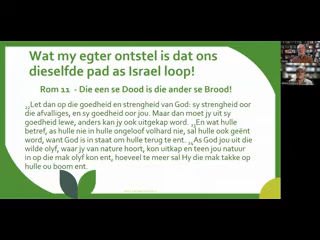 Wat my egter ontstel is dat ons
dieselfde pad as Israel loop!
Rom 11 - Die een se Dood is die ander se Brood!
22Let dan op die goedheid en strengheid van God: sy strengheid oor
die afvalliges, en sy goedheid oor jou. Maar dan moet jy uit sy
goedheid lewe, anders kan jy ook uitgekap word. 23En wat hulle
betref, as hulle nie in hulle ongeloof volhard nie, sal hulle ook geënt
word, want God is in staat om hulle terug te ent. 24As God jou uit die
wilde olyf, waar jy van nature hoort, kon uitkap en teen jou natuur
in op die mak olyf kon ent, hoeveel te meer sal Hy die mak takke op
hulle ou boom ent.